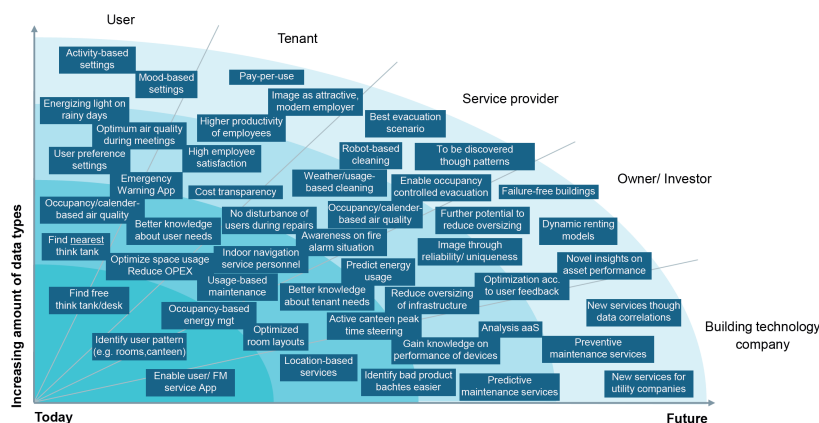 User
Tenant
Service provider
Owner/ Investor
Building technology
company
Increasing amount of data types
Today
Future
Activity-based
settings
Mood-based
settings
Pay-per-use
Image as attractive,
modern employer
Energizing light on
rainy days
Higher productivity
of employees
Best evacuation
scenario
Optimum air quality
during meetings
User preference
settings
High employee
satisfaction
Robot-based
cleaning
To be discovered
though patterns
Emergency
Warning App
Cost transparency
Weather/usage-
based cleaning
Enable occupancy
controlled evacuation
Failure-free buildings
Occupancy/calender-
based air quality
Better knowledge
about user needs
No disturbance of
users during repairs
Occupancy/calender-
based air quality
Further potential to
reduce oversizing
Dynamic renting
models
Find nearest
think tank
Optimize space usage
Reduce OPEX
Indoor navigation
service personnel
Awareness on fire
alarm situation
Image through
reliability/ uniqueness
Novel insights on
asset performance
Predict energy
usage
Usage-based
maintenance
Better knowledge
about tenant needs
Reduce oversizing
of infrastructure
Optimization acc.
to user feedback
Find free
think tank/desk
Occupancy-based
energy mgt
Optimized
room layouts
Active canteen peak
time steering
Analysis aaS
New services though
data correlations
Identify user pattern
(e.g. rooms,canteen)
Gain knowledge on
performance of devices
Preventive
maintenance services
Location-based
services
Enable user/ FM
service App
Identify bad product
bachtes easier
Predictive
maintenance services
New services for
utility companies